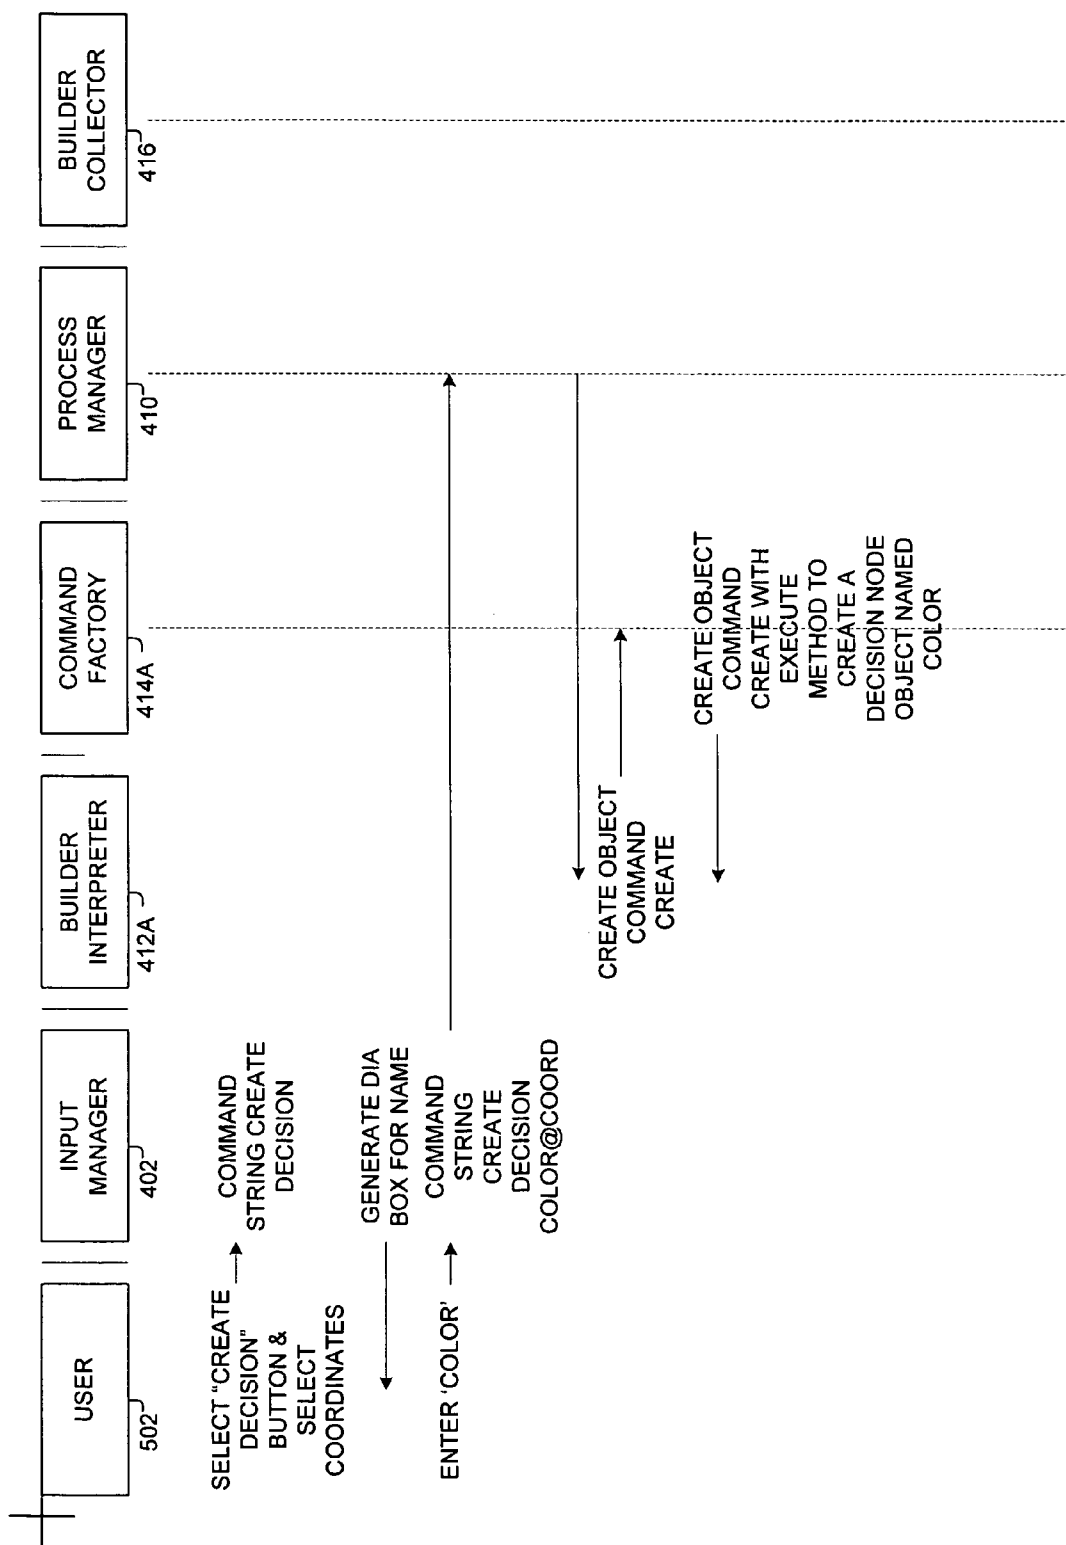 USER
502
INPUT
MANAGER
402
BUILDER
INTERPRETER
412A
COMMAND
FACTORY
414A
PROCESS
MANAGER
410
BUILDER
COLLECTOR
416
SELECT "CREATE
DECISION"
BUTTON &
SELECT
COORDINATES
COMMAND
STRING CREATE
DECISION
GENERATE DIA
BOX FOR NAME
ENTER 'COLOR'
COMMAND
STRING
CREATE
DECISION
COLOR@COORD
CREATE OBJECT
COMMAND
CREATE
CREATE OBJECT
COMMAND
CREATE WITH
EXECUTE
METHOD TO
CREATE A
DECISION NODE
OBJECT NAMED
COLOR